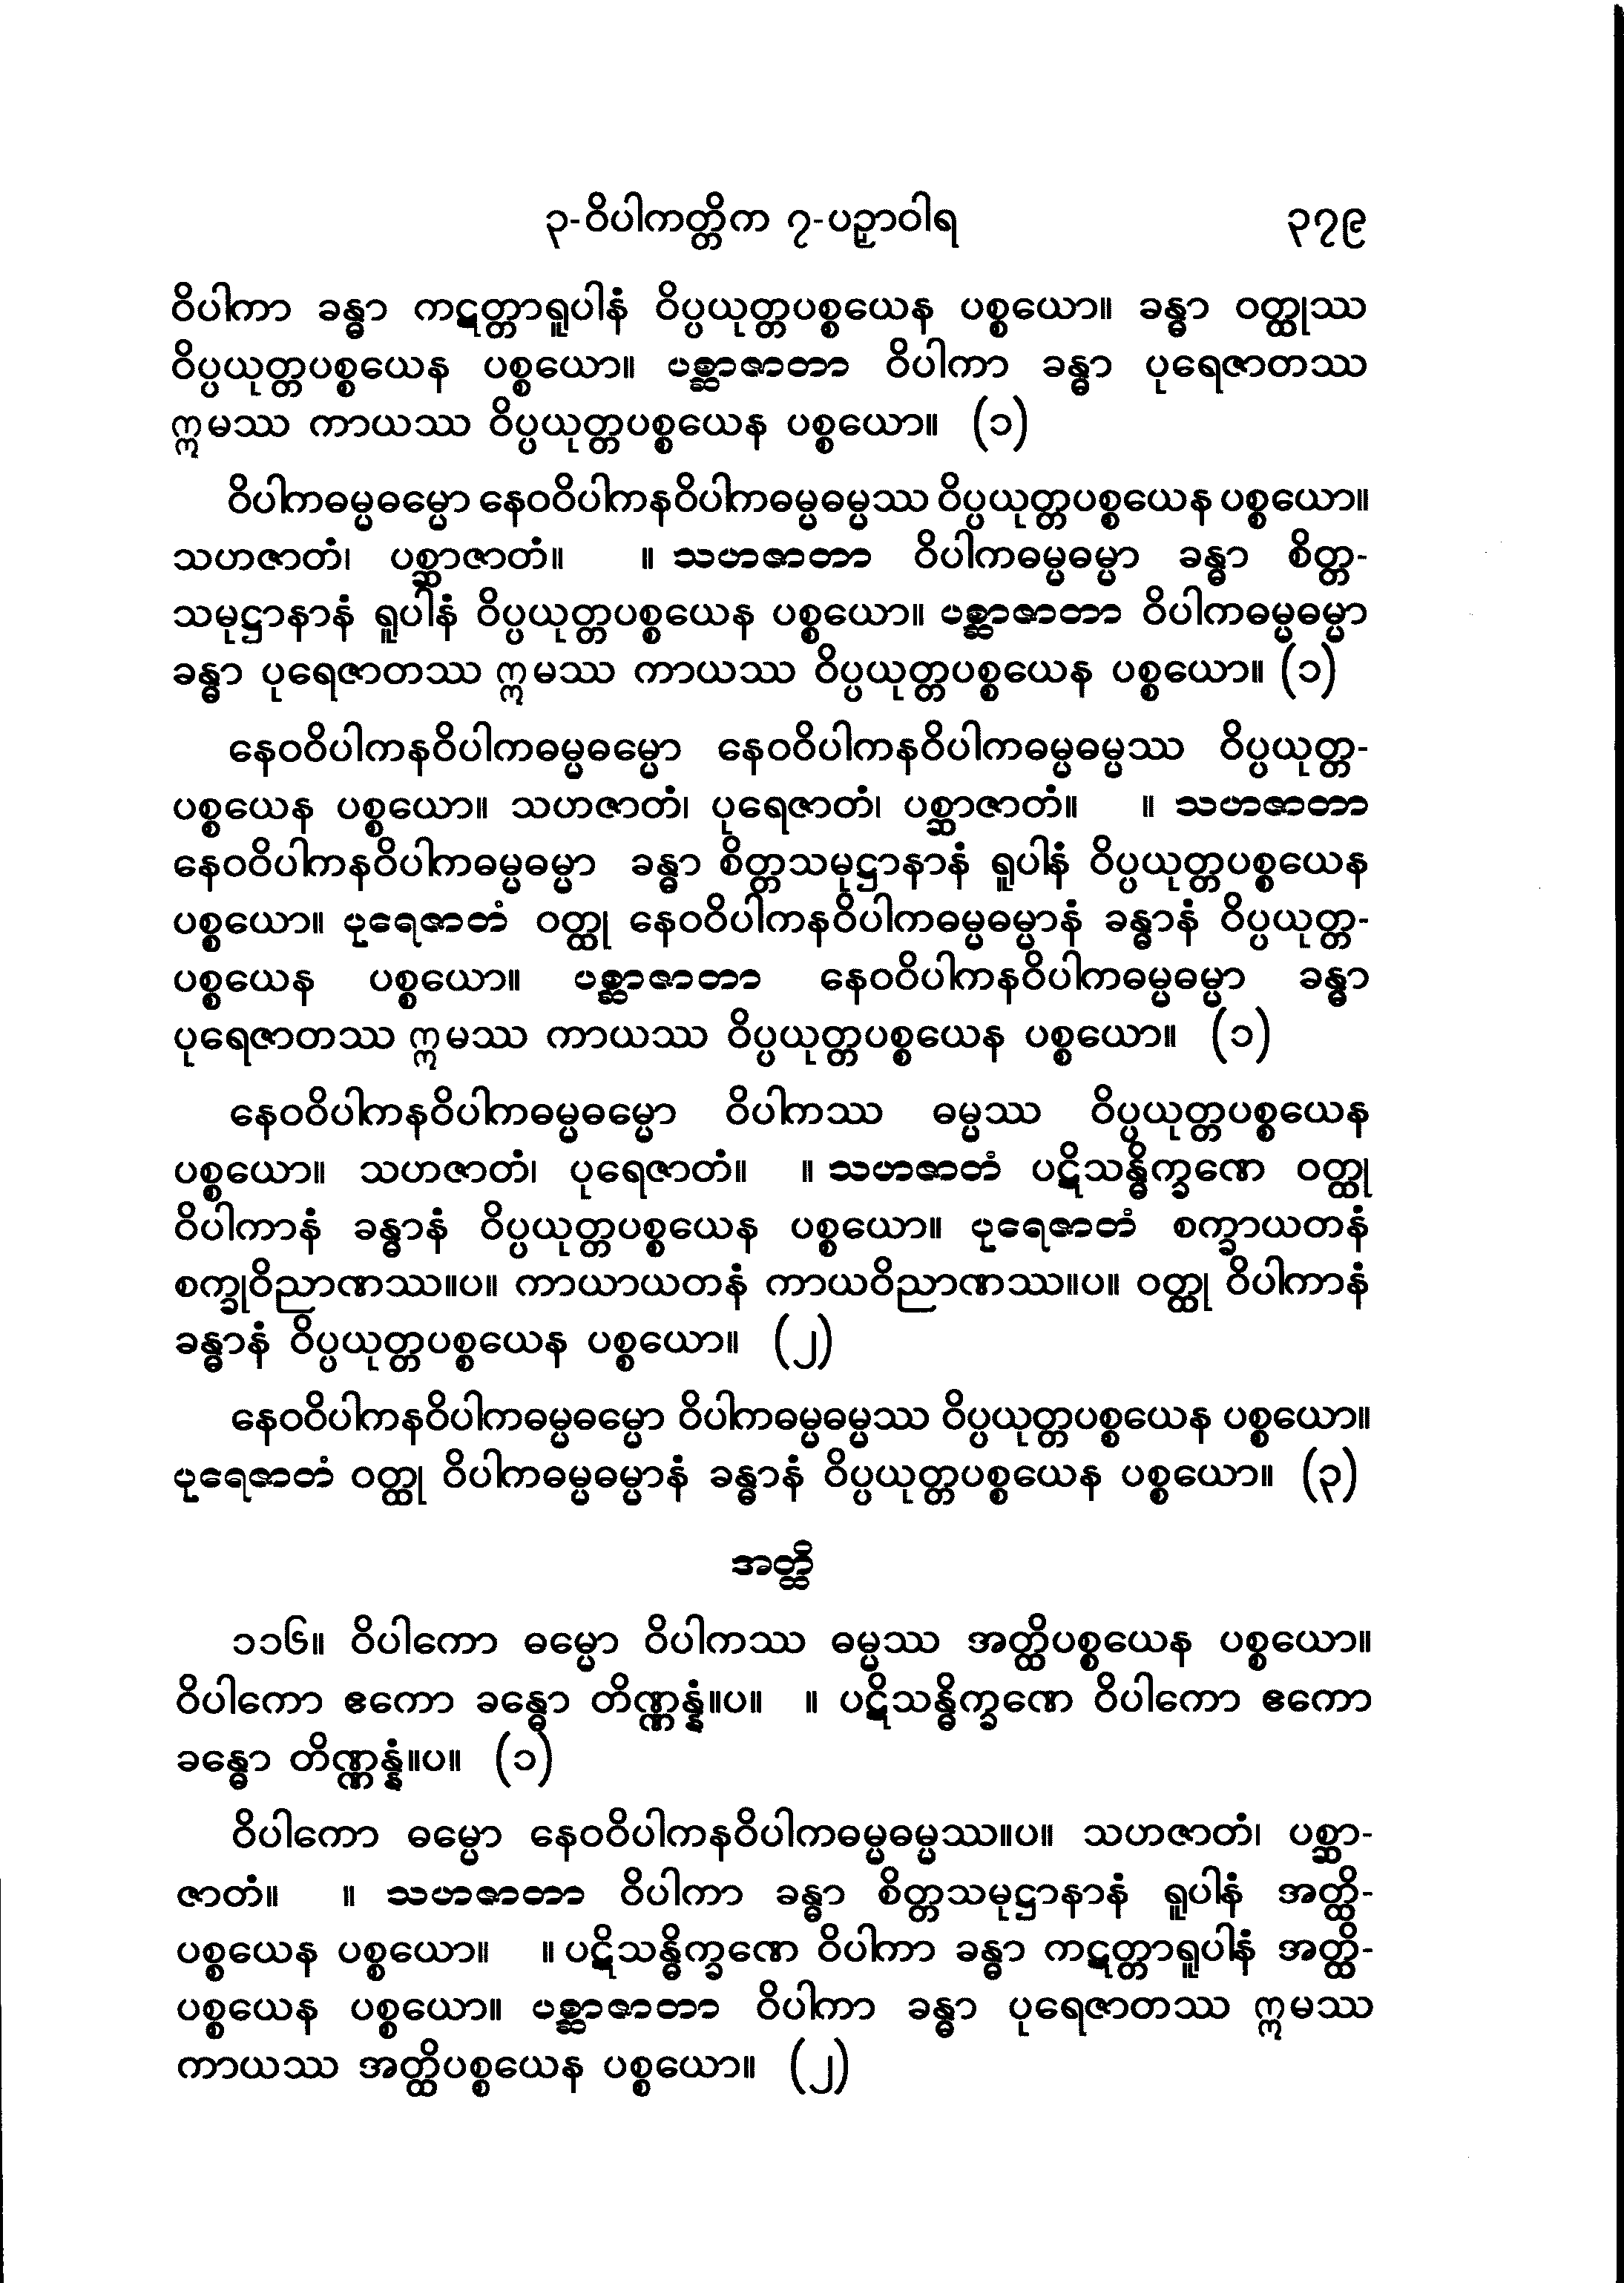 ၃-ဝိပါကတ္တိက ၇-ပဉှာဝါရ ၃၇၉
ဝိပါကာ ခန္ဓာ ကဋတ္တာရူပါနံ ဝိပ္ပယုတ္တပစ္စယေန ပစ္စယော။ ခန္ဓာ ဝတ္ထုဿ
ဝိပ္ပယုတ္တပစ္စယေန ပစ္စယော။ ပစ္ဆာဇာတာ ဝိပါကာ ခန္ဓာ ပုရေဇာတဿ
ဣမဿ ကာယဿ ဝိပ္ပယုတ္တပစ္စယေန ပစ္စယော။ (၁)
ဝိပါကဓမ္မဓမ္မော နေဝဝိပါကနဝိပါကဓမ္မဓမ္မဿ ဝိပ္ပယုတ္တပစ္စယေန ပစ္စယော။
သဟဇာတံ၊ ပစ္ဆာဇာတံ။ ။ သဟဇာတာ ဝိပါကဓမ္မဓမ္မာ ခန္ဓာ စိတ္တ-
သမုဋ္ဌာနာနံ ရူပါနံ ဝိပ္ပယုတ္တပစ္စယေန ပစ္စယော။ ပစ္ဆာဇာတာ ဝိပါကဓမ္မဓမ္မာ
ခန္ဓာ ပုရေဇာတဿ ဣမဿ ကာယဿ ဝိပ္ပယုတ္တပစ္စယေန ပစ္စယော။ (၁)
နေဝဝိပါကနဝိပါကဓမ္မဓမ္မော နေဝဝိပါကနဝိပါကဓမ္မဓမ္မဿ ဝိပ္ပယုတ္တ-
ပစ္စယေန ပစ္စယော။ သဟဇာတံ၊ ပုရေဇာတံ၊ ပစ္ဆာဇာတံ။ ။ သဟဇာတာ
နေဝဝိပါကနဝိပါကဓမ္မဓမ္မာ ခန္ဓာ စိတ္တသမုဋ္ဌာနာနံ ရူပါနံ ဝိပ္ပယုတ္တပစ္စယေန
ပစ္စယော။ ပုရေဇာတံ ဝတ္ထု နေဝဝိပါကနဝိပါကဓမ္မဓမ္မာနံ ခန္ဓာနံ ဝိပ္ပယုတ္တ-
ပစ္စယေန ပစ္စယော။ ပစ္ဆာဇာတာ နေဝဝိပါကနဝိပါကဓမ္မဓမ္မာ ခန္ဓာ
ပုရေဇာတဿ ဣမဿ ကာယဿ ဝိပ္ပယုတ္တပစ္စယေန ပစ္စယော။ (၁)
နေဝဝိပါကနဝိပါကဓမ္မဓမ္မော ဝိပါကဿ ဓမ္မဿ ဝိပ္ပယုတ္တပစ္စယေန
ပစ္စယော။ သဟဇာတံ၊ ပုရေဇာတံ။ ။ သဟဇာတံ ပဋိသန္ဓိက္ခဏေ ဝတ္ထု
ဝိပါကာနံ ခန္ဓာနံ ဝိပ္ပယုတ္တပစ္စယေန ပစ္စယော။ ပုရေဇာတံ စက္ခာယတနံ
စက္ခုဝိညာဏဿ။ပ။ ကာယာယတနံ ကာယဝိညာဏဿ။ပ။ ဝတ္ထု ဝိပါကာနံ
ခန္ဓာနံ ဝိပ္ပယုတ္တပစ္စယေန ပစ္စယော။ (၂)
နေဝဝိပါကနဝိပါကဓမ္မဓမ္မော ဝိပါကဓမ္မဓမ္မဿ ဝိပ္ပယုတ္တပစ္စယေန ပစ္စယော။
ပုရေဇာတံ ဝတ္ထု ဝိပါကဓမ္မဓမ္မာနံ ခန္ဓာနံ ဝိပ္ပယုတ္တပစ္စယေန ပစ္စယော။ (၃)
အတ္ထိ
၁၁၆။ ဝိပါကော ဓမ္မော ဝိပါကဿ ဓမ္မဿ အတ္ထိပစ္စယေန ပစ္စယော။
ဝိပါကော ဧကော ခန္ဓော တိဏ္ဏန္နံ။ပ။ ။ ပဋိသန္ဓိက္ခဏေ ဝိပါကော ဧကော
ခန္ဓော တိဏ္ဏန္နံ။ပ။ (၁)
ဝိပါကော ဓမ္မော နေဝဝိပါကနဝိပါကဓမ္မဓမ္မဿ။ပ။ သဟဇာတံ၊ ပစ္ဆာ-
ဇာတံ။ ။ သဟဇာတာ ဝိပါကာ ခန္ဓာ စိတ္တသမုဋ္ဌာနာနံ ရူပါနံ အတ္ထိ-
ပစ္စယေန ပစ္စယော။ ။ ပဋိသန္ဓိက္ခဏေ ဝိပါကာ ခန္ဓာ ကဋတ္တာရူပါနံ အတ္ထိ-
ပစ္စယေန ပစ္စယော။ ပစ္ဆာဇာတာ ဝိပါကာ ခန္ဓာ ပုရေဇာတဿ ဣမဿ
ကာယဿ အတ္ထိပစ္စယေန ပစ္စယော။ (၂)